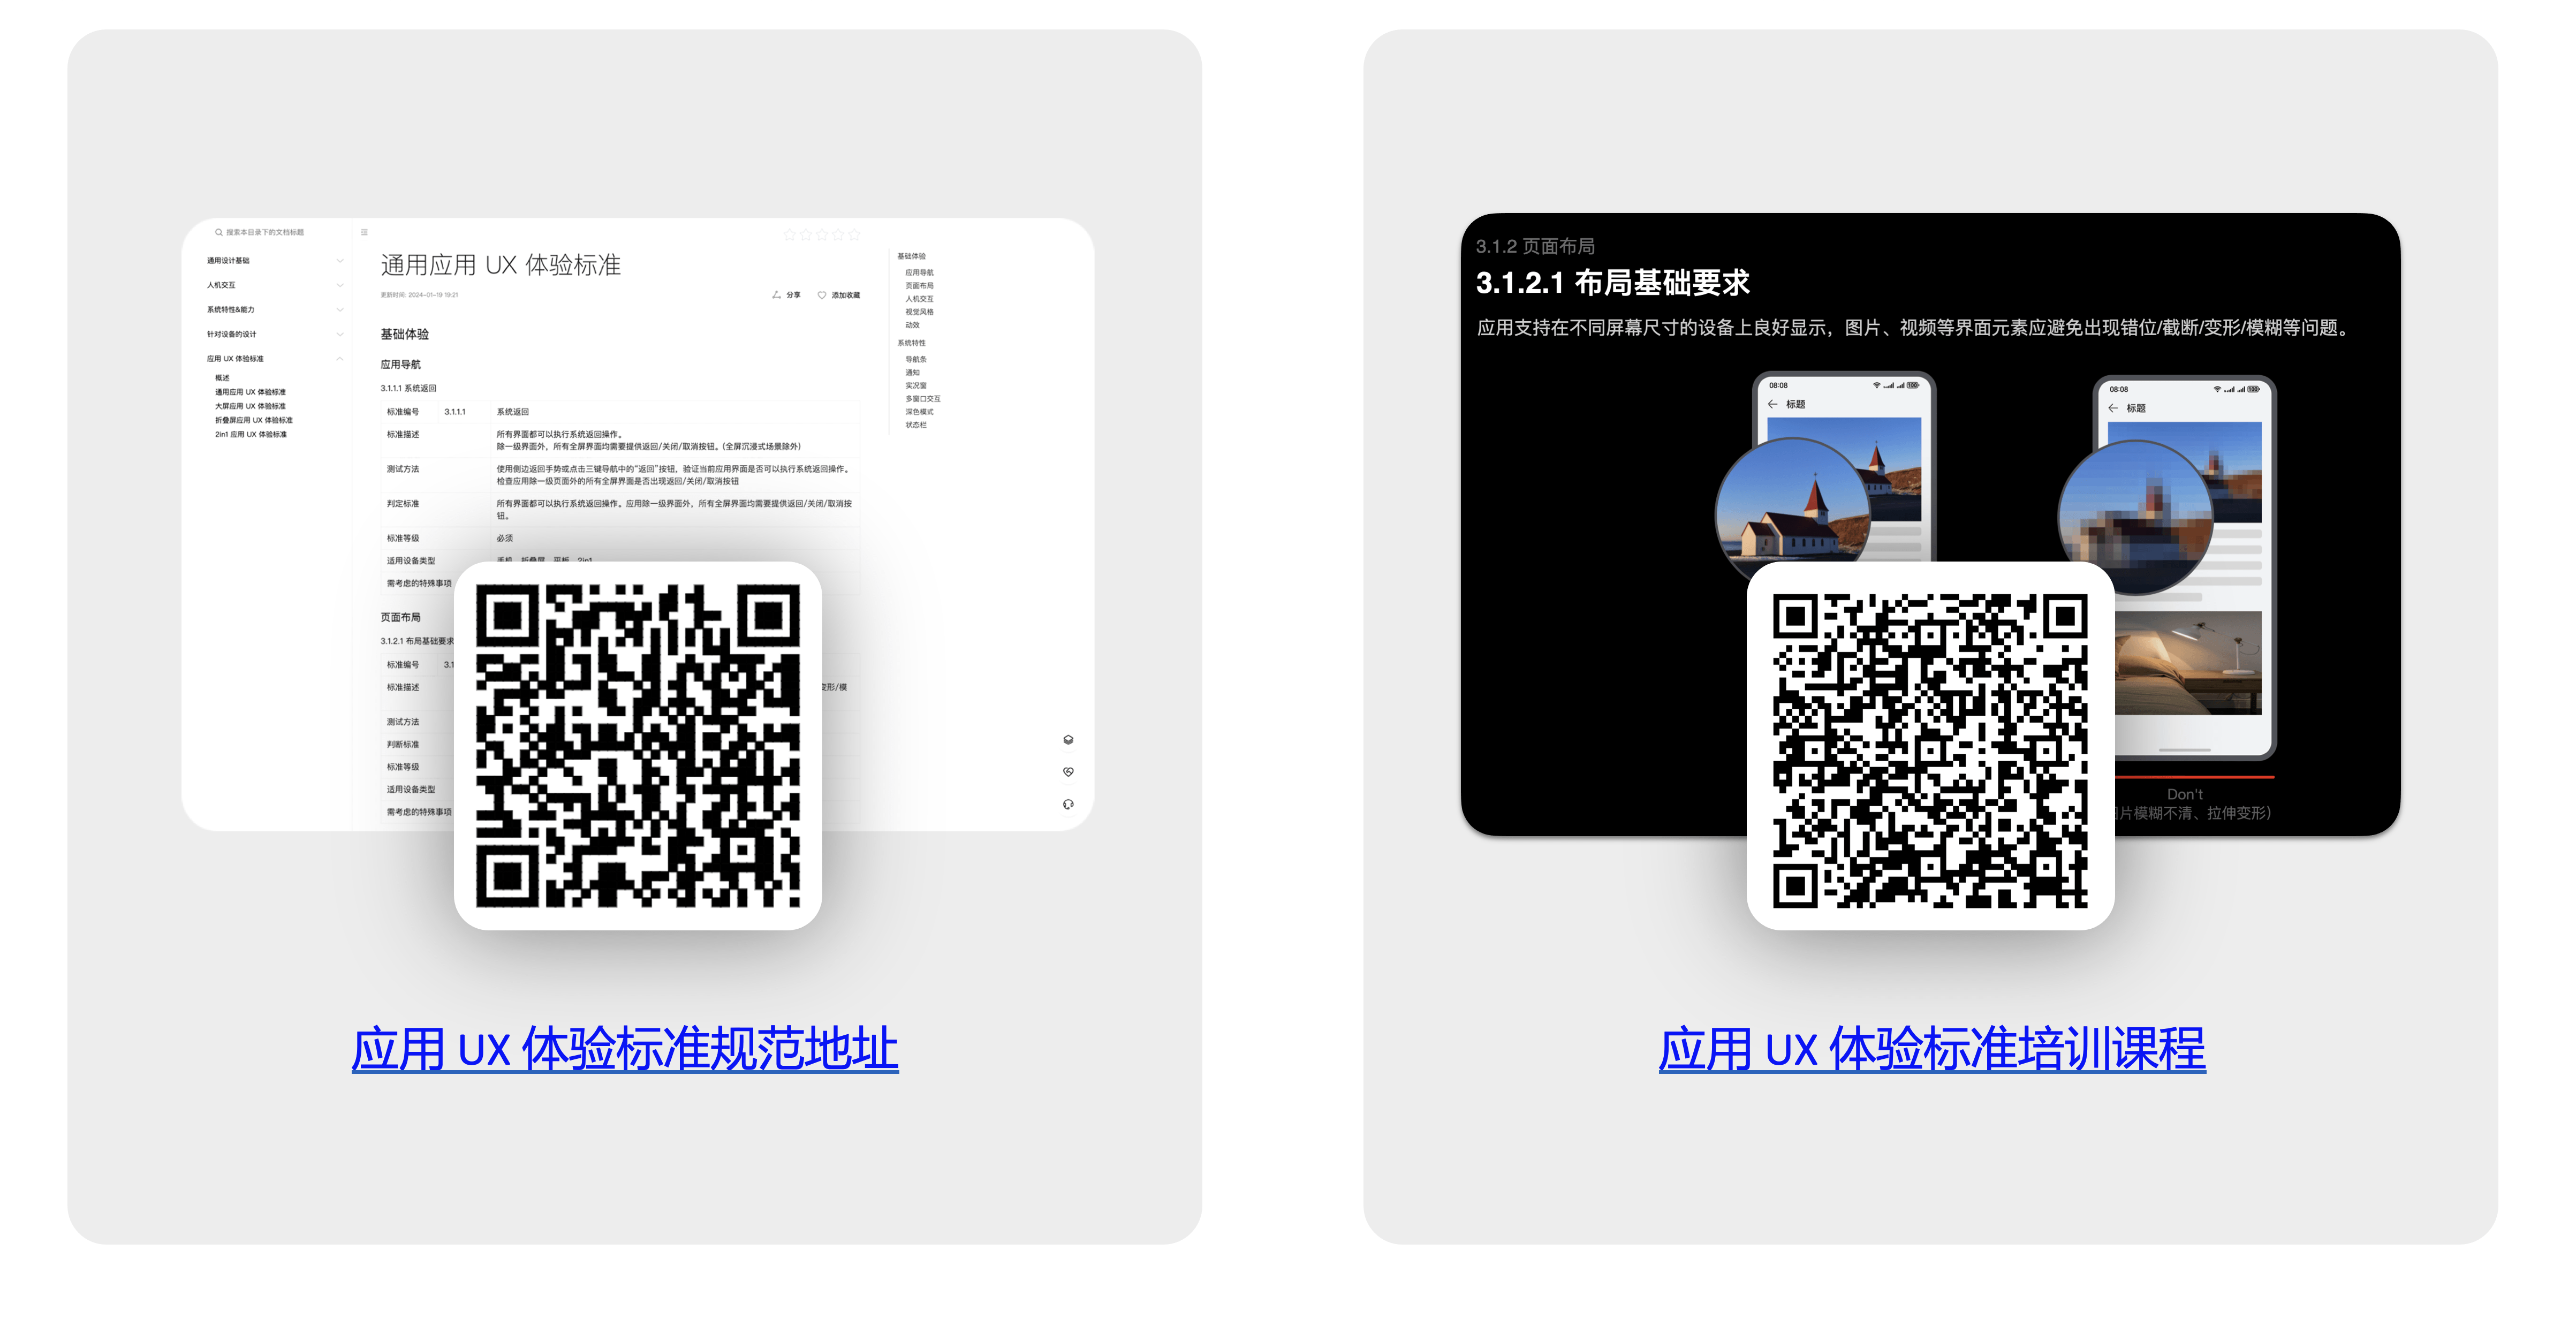 搜索本目录下的文档标题
通用设计基础
人机交互
系统特性&能力
针对设备的设计
应用 UX 体验标准
概述
通用应用 UX 体验标准
大屏应用 UX 体验标准
折叠屏应用 UX 体验标准
2in1 应用 UX 体验标准
通用应用 UX 体验标准
更新时间: 2024-01-19 19:21
分享 添加收藏
基础体验
应用导航
3.1.1.1 系统返回
标准编号 3.1.1.1 系统返回
标准描述 所有界面都可以执行系统返回操作。
除一级界面外，所有全屏界面均需要提供返回/关闭/取消按钮。(全屏沉浸式场景除外)
测试方法 使用侧边返回手势或点击三键导航中的“返回”按钮，验证当前应用界面是否可以执行系统返回操作。
检查应用除一级页面外的所有全屏界面是否出现返回/关闭/取消按钮
判定标准 所有界面都可以执行系统返回操作。应用除一级界面外，所有全屏界面均需要提供返回/关闭/取消按
钮。
标准等级 必须
适用设备类型 手机、折叠屏、平板、2in1
需考虑的特殊事项
页面布局
3.1.2.1 布局基础要求
标准编号 3.1
标准描述 变形/模
测试方法
判断标准
标准等级
适用设备类型
需考虑的特殊事项
基础体验
应用导航
页面布局
人机交互
视觉风格
动效
系统特性
导航条
通知
实况窗
多窗口交互
深色模式
状态栏
应用 UX 体验标准规范地址
3.1.2 页面布局
3.1.2.1 布局基础要求
应用支持在不同屏幕尺寸的设备上良好显示，图片、视频等界面元素应避免出现错位/截断/变形/模糊等问题。
08:08 100
标题
08:08 100
标题
Don't
片模糊不清、拉伸变形）
应用 UX 体验标准培训课程